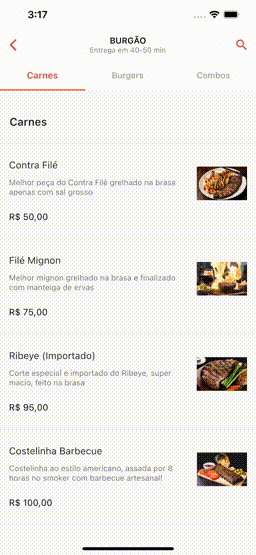 3:17
BURGÃO
Entrega em 40-50 min
Carnes Burgers Combos
Carnes
Contra Filé
Melhor peça do Contra Filé grelhado na brasa
apenas com sal grosso
R$ 50,00
Filé Mignon
Melhor mignon grelhado na brasa e finalizado
com manteiga de ervas
R$ 75,00
Ribeye (Importado)
Corte especial e importado do Ribeye, super
macio, feito na brasa
R$ 95,00
Costelinha Barbecue
Costelinha ao estilo americano, assada por 8
horas no smoker com barbecue artesanal!
R$ 100,00